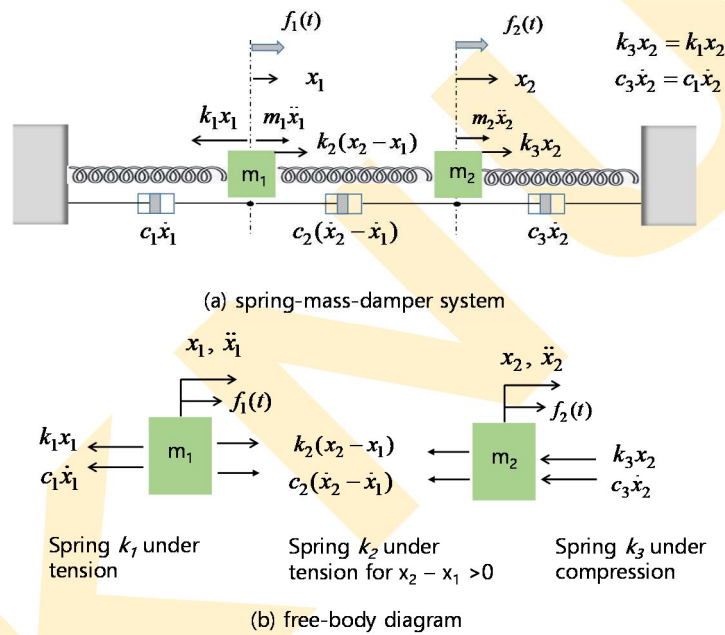 f₁(t)
f₂(t)
k₃x₂ = k₁x₂
x₁
x₂
c₃ẋ₂ = c₁ẋ₂
k₁x₁
m₁ẍ₁
m₂ẍ₂
k₂(x₂ − x₁)
k₃x₂
m₁
m₂
c₁ẋ₁
c₂(ẋ₂ − ẋ₁)
c₃ẋ₂
(a) spring-mass-damper system
x₁, ẍ₁
x₂, ẍ₂
f₁(t)
f₂(t)
k₁x₁
m₁
k₂(x₂ − x₁)
m₂
k₃x₂
c₁ẋ₁
c₂(ẋ₂ − ẋ₁)
c₃ẋ₂
Spring k₁ under
tension
Spring k₂ under
tension for x₂ – x₁ >0
Spring k₃ under
compression
(b) free-body diagram